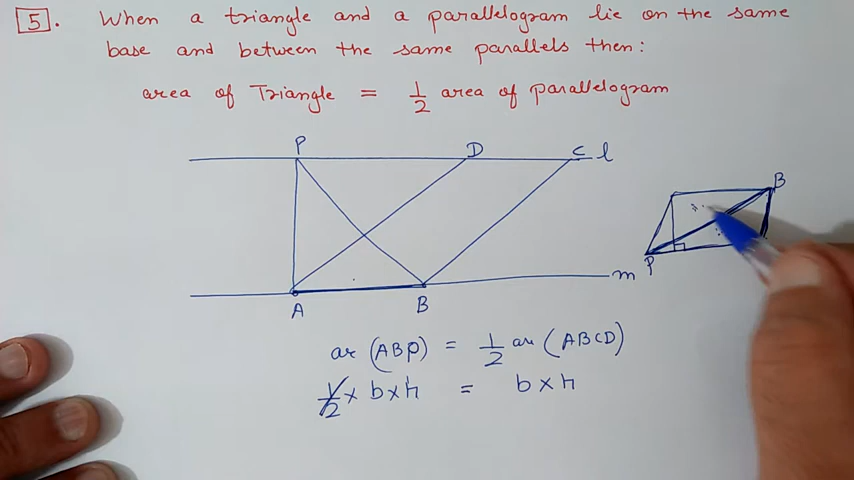 5. When a triangle and a parallelogram lie on the same
base and between the same parallels then:
area of Triangle = 1/2 area of parallelogram
P D C l
B
P
m
A B
ar (ABP) = 1/2 ar (ABCD)
1/2 × b × h = b × h